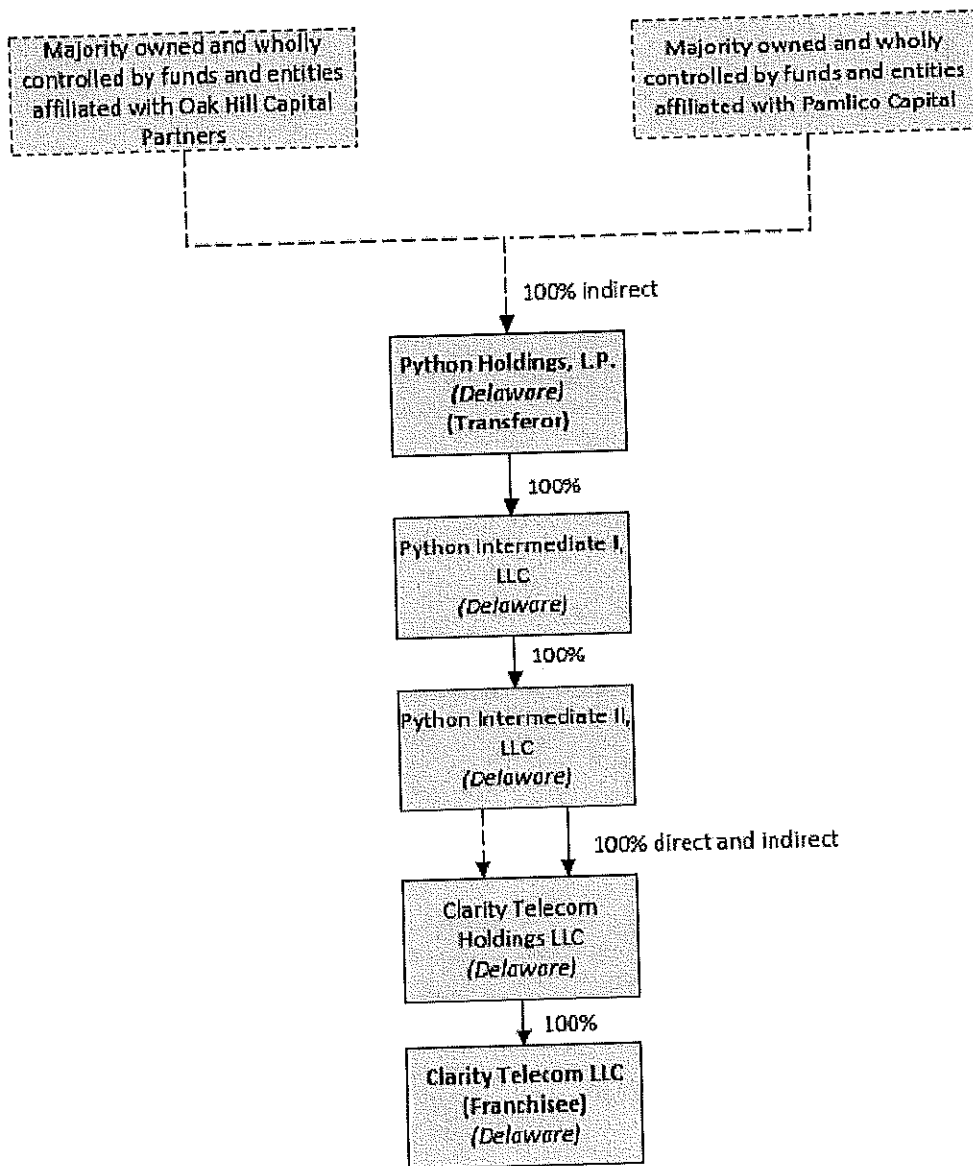 Majority owned and wholly
controlled by funds and entities
affiliated with Oak Hill Capital
Partners
Majority owned and wholly
controlled by funds and entities
affiliated with Pamlico Capital
100% indirect
Python Holdings, L.P.
(Delaware)
(Transferor)
100%
Python Intermediate I,
LLC
(Delaware)
100%
Python Intermediate II,
LLC
(Delaware)
100% direct and indirect
Clarity Telecom
Holdings LLC
(Delaware)
100%
Clarity Telecom LLC
(Franchisee)
(Delaware)